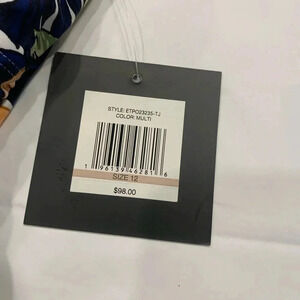 STYLE: ETPO23235-TJ
COLOR: MULTI
1 96139 46281 6
SIZE 12
$98.00